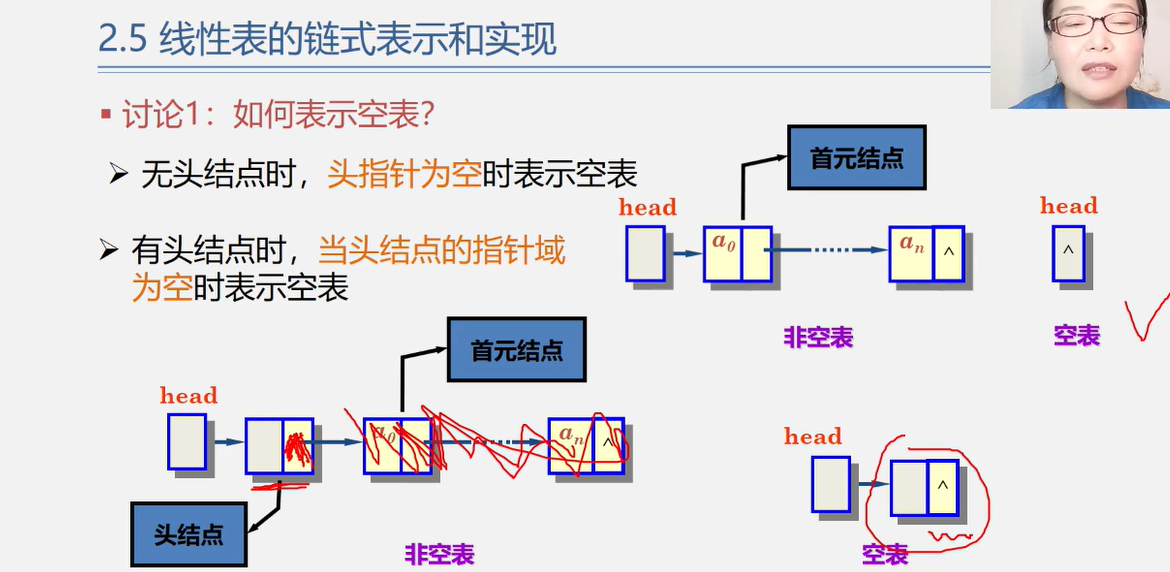 2.5 线性表的链式表示和实现
▪ 讨论1：如何表示空表？
➢ 无头结点时，头指针为空时表示空表
➢ 有头结点时，当头结点的指针域
为空时表示空表
首元结点
head
a0
an ^
非空表
head
^
空表
首元结点
head
a0
an ^
头结点
非空表
head
^
空表